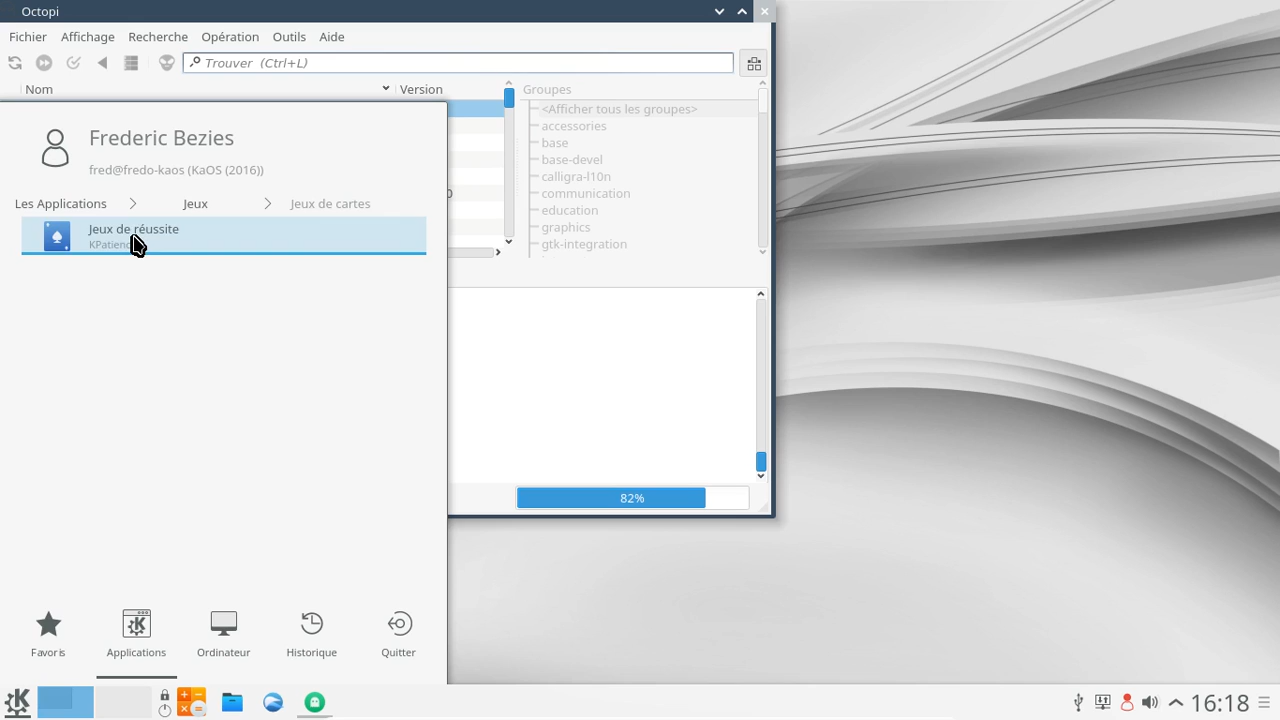 Octopi
Fichier Affichage Recherche Opération Outils Aide
Trouver (Ctrl+L)
Nom Version Groupes
<Afficher tous les groupes>
accessories
base
base-devel
calligra-l10n
communication
education
graphics
gtk-integration
Frederic Bezies
fred@fredo-kaos (KaOS (2016))
Les Applications Jeux Jeux de cartes
Jeux de réussite
82%
Favoris Applications Ordinateur Historique Quitter
16:18